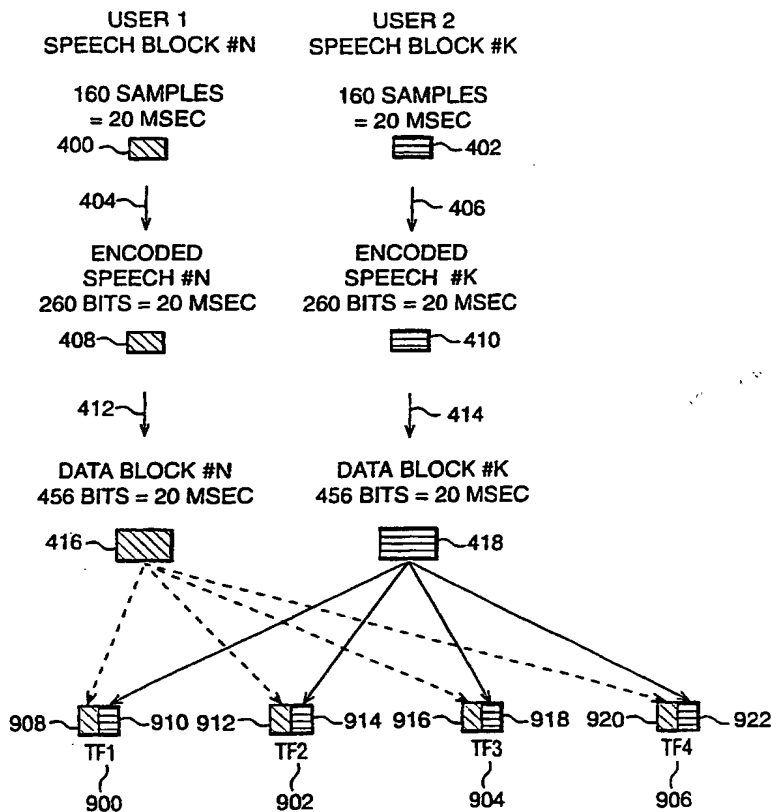 USER 1
SPEECH BLOCK #N
USER 2
SPEECH BLOCK #K
160 SAMPLES
= 20 MSEC
160 SAMPLES
= 20 MSEC
400
402
404
406
ENCODED
SPEECH #N
260 BITS = 20 MSEC
ENCODED
SPEECH #K
260 BITS = 20 MSEC
408
410
412
414
DATA BLOCK #N
456 BITS = 20 MSEC
DATA BLOCK #K
456 BITS = 20 MSEC
416
418
908
910
912
914
916
918
920
922
TF1
TF2
TF3
TF4
900
902
904
906